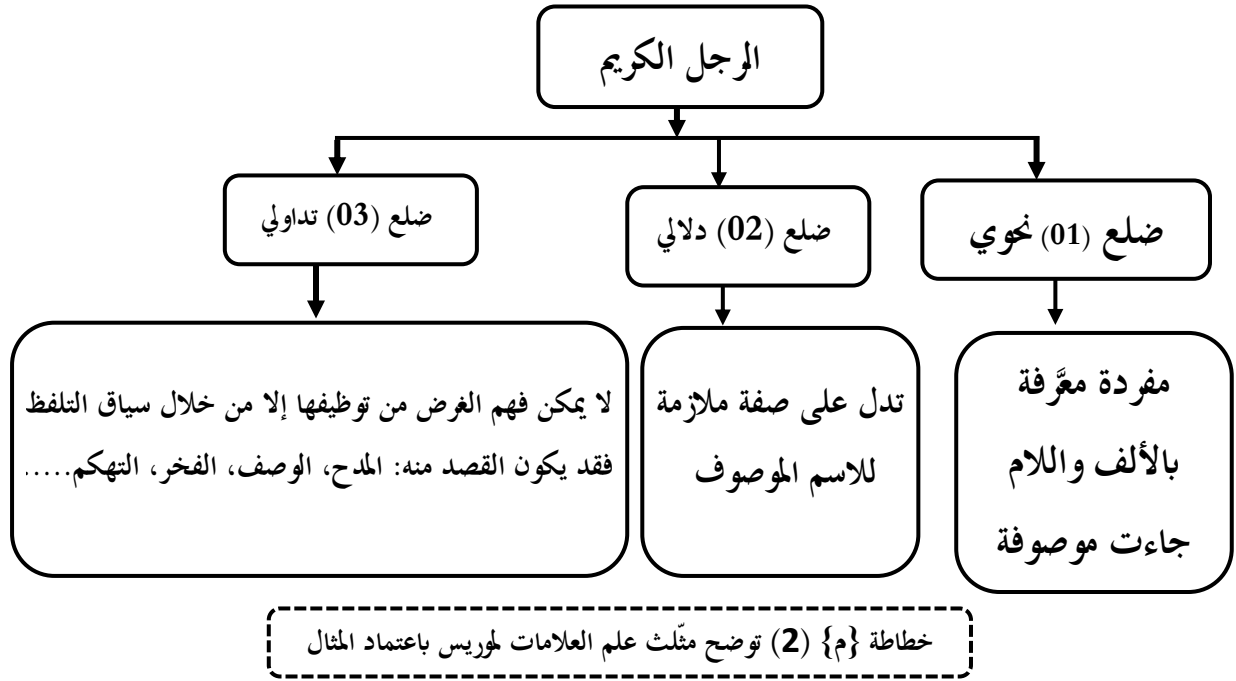 الرجل الكريم
ضلع (01) نحوي
ضلع (02) دلالي
ضلع (03) تداولي
مفردة معرَّفة
بالألف واللام
جاءت موصوفة
تدل على صفة ملازمة
للاسم الموصوف
لا يمكن فهم الغرض من توظيفها إلا من خلال سياق التلفظ
فقد يكون القصد منه: المدح، الوصف، الفخر، التهكم.....
خطاطة {م} (2) توضح مثّلث علم العلامات لموريس باعتماد المثال